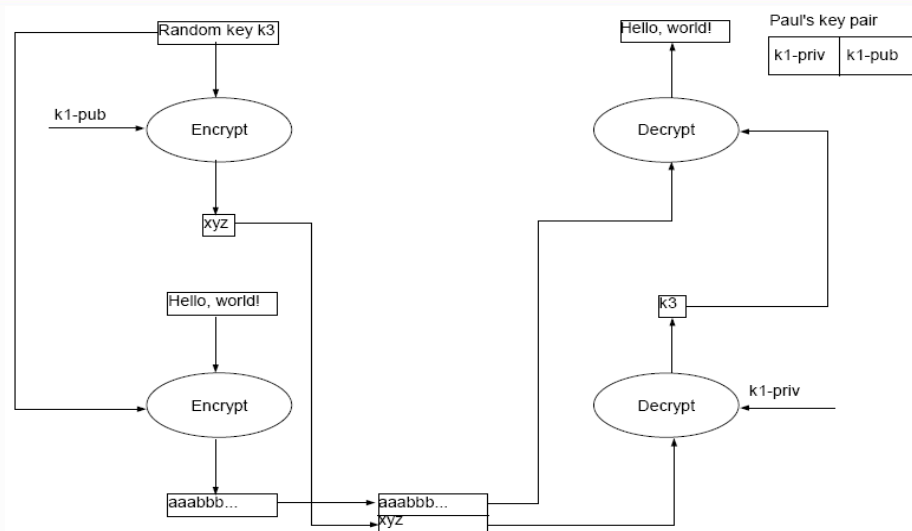 Random key k3
Hello, world!
Paul's key pair
k1-priv k1-pub
k1-pub
Encrypt
Decrypt
xyz
Hello, world!
k3
Encrypt
Decrypt
k1-priv
aaabbb...
aaabbb...
xyz